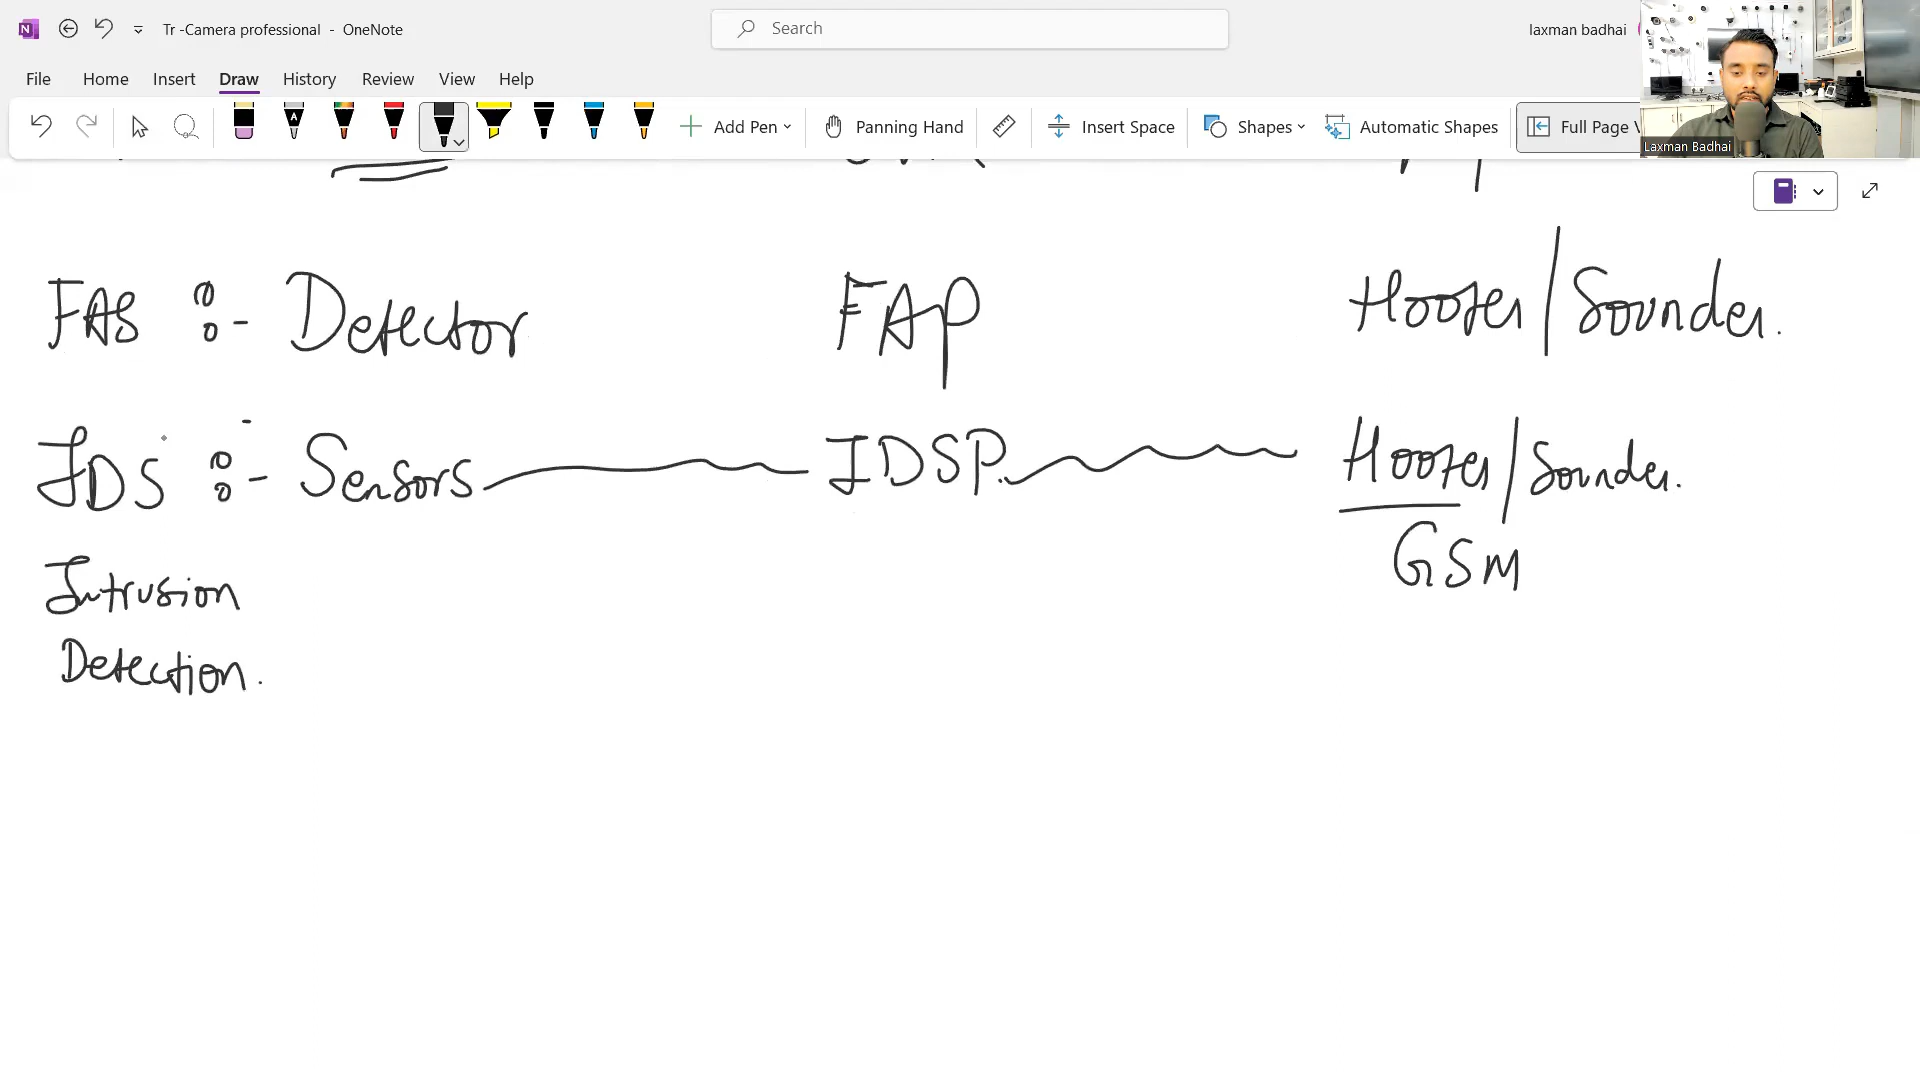 Tr -Camera professional - OneNote
Search
laxman badhai
File Home Insert Draw History Review View Help
Add Pen Panning Hand Insert Space Shapes Automatic Shapes Full Page
Laxman Badhai
FAS :- Detector FAP Hooter/Sounder.
IDS :- Sensors IDSP. Hooter/Sounder.
GSM
Intrusion
Detection.